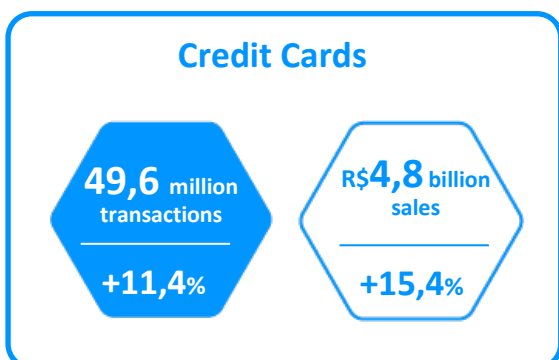 Credit Cards
49,6 million
transactions
+11,4%
R$4,8 billion
sales
+15,4%